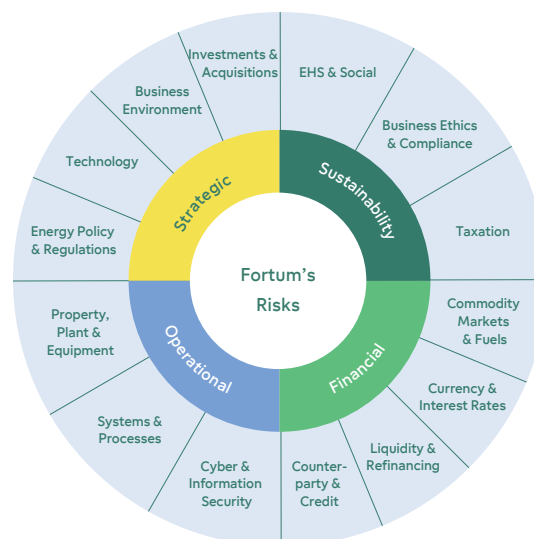 Fortum's
Risks
Strategic
Sustainability
Financial
Operational
Investments &
Acquisitions
EHS & Social
Business Ethics
& Compliance
Taxation
Commodity
Markets
& Fuels
Currency &
Interest Rates
Liquidity &
Refinancing
Counter-
party &
Credit
Cyber &
Information
Security
Systems &
Processes
Property,
Plant &
Equipment
Energy Policy
& Regulations
Technology
Business
Environment